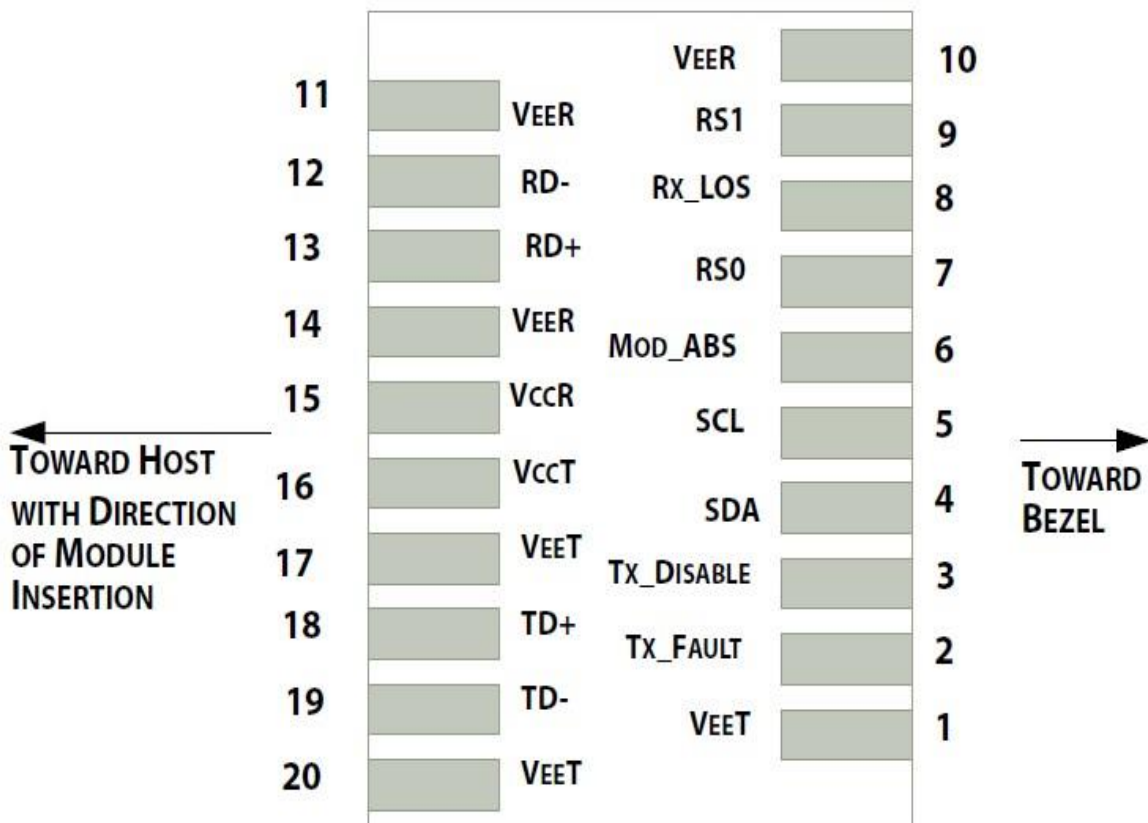 11 VEER
12 RD-
13 RD+
14 VEER
15 VCCR
16 VCCT
17 VEET
18 TD+
19 TD-
20 VEET
VEER 10
RS1 9
RX_LOS 8
RS0 7
MOD_ABS 6
SCL 5
SDA 4
TX_DISABLE 3
TX_FAULT 2
VEET 1
TOWARD HOST
WITH DIRECTION
OF MODULE
INSERTION
TOWARD
BEZEL